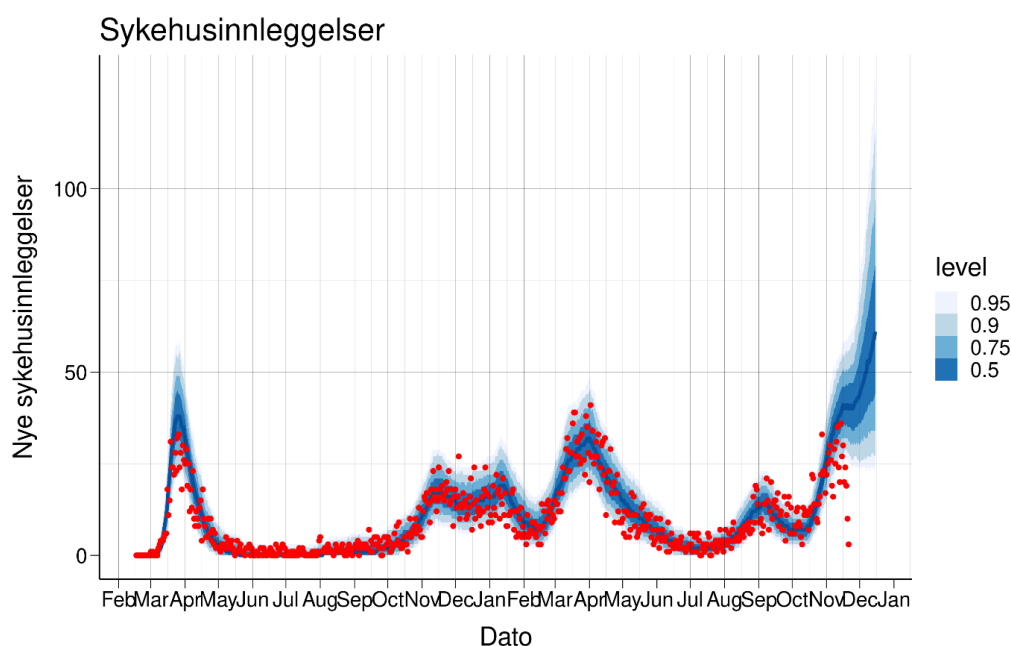 Sykehusinnleggelser
Nye sykehusinnleggelser
100
50
0
Feb Mar Apr May Jun Jul Aug Sep Oct Nov Dec Jan Feb Mar Apr May Jun Jul Aug Sep Oct Nov Dec Jan
Dato
level
0.95
0.9
0.75
0.5